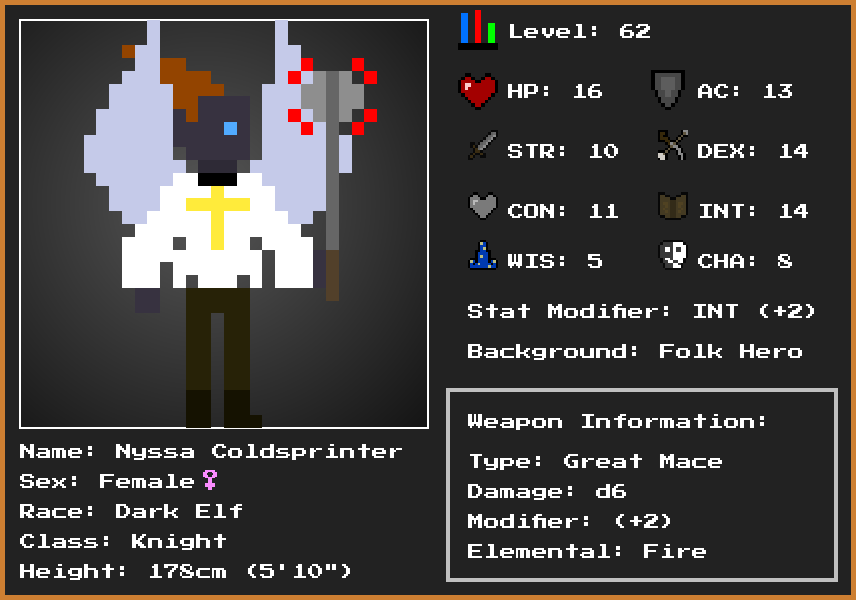 Level: 62
HP: 16
AC: 13
STR: 10
DEX: 14
CON: 11
INT: 14
WIS: 5
CHA: 8
Stat Modifier: INT (+2)
Background: Folk Hero
Weapon Information:
Type: Great Mace
Damage: d6
Modifier: (+2)
Elemental: Fire
Name: Nyssa Coldsprinter
Sex: Female♀
Race: Dark Elf
Class: Knight
Height: 178cm (5'10")